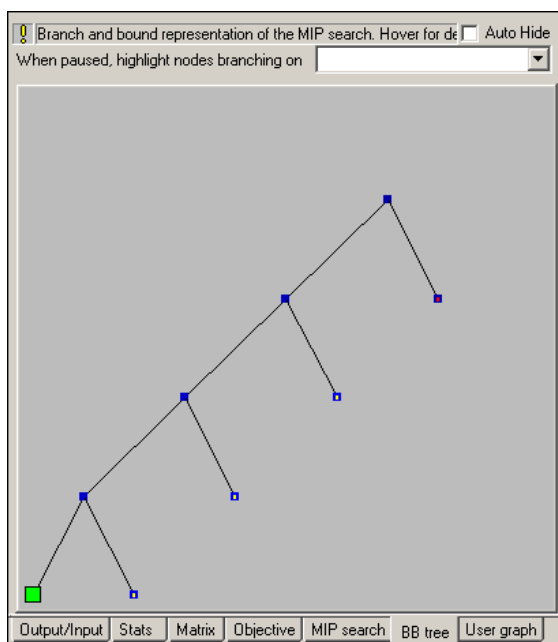 Branch and bound representation of the MIP search. Hover for de Auto Hide
When paused, highlight nodes branching on
Output/Input Stats Matrix Objective MIP search BB tree User graph